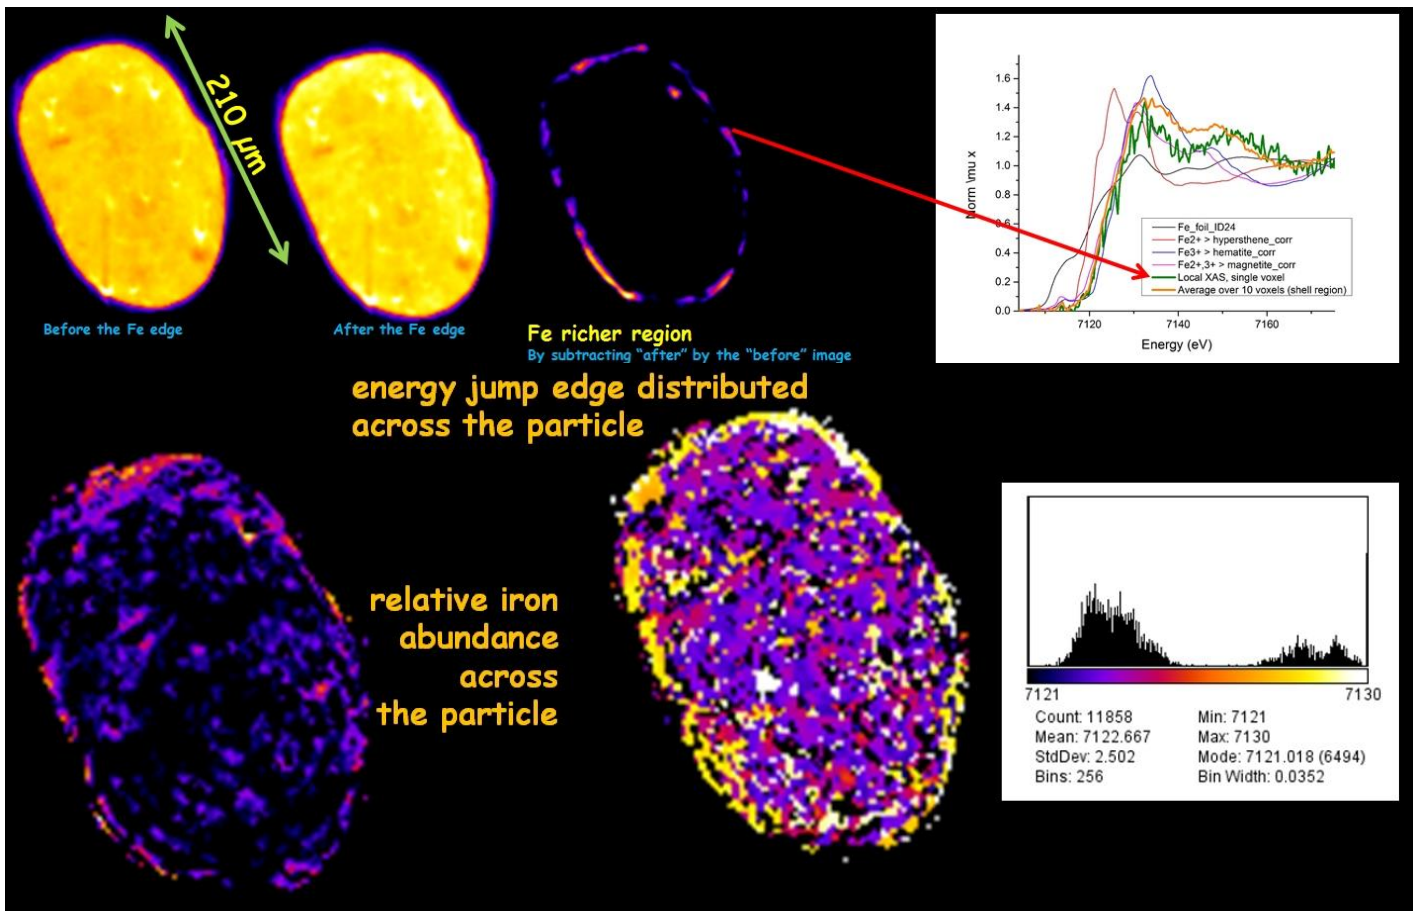 210 µm
Before the Fe edge
After the Fe edge
Fe richer region
By subtracting “after” by the “before” image
Norm \mu x
1.6
1.4
1.2
1.0
0.8
0.6
0.4
0.2
0.0
Fe_foil_ID24
Fe2+ > hypersthene_corr
Fe3+ > hematite_corr
Fe2+,3+ > magnetite_corr
Local XAS, single voxel
Average over 10 voxels (shell region)
7120 7140 7160
Energy (eV)
energy jump edge distributed
across the particle
relative iron
abundance
across
the particle
7121 7130
Count: 11858 Min: 7121
Mean: 7122.667 Max: 7130
StdDev: 2.502 Mode: 7121.018 (6494)
Bins: 256 Bin Width: 0.0352